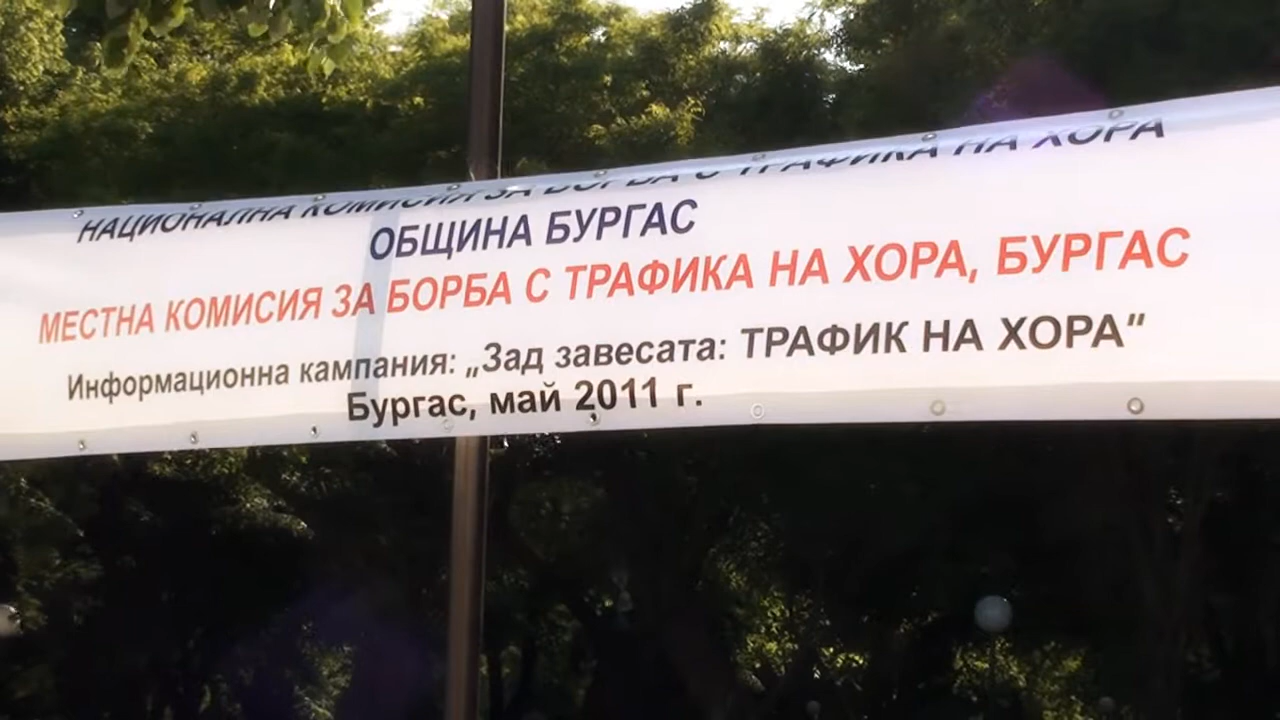 НАЦИОНАЛНА КОМИСИЯ ЗА БОРБА С ТРАФИКА НА ХОРА
ОБЩИНА БУРГАС
МЕСТНА КОМИСИЯ ЗА БОРБА С ТРАФИКА НА ХОРА, БУРГАС
Информационна кампания: „Зад завесата: ТРАФИК НА ХОРА“
Бургас, май 2011 г.